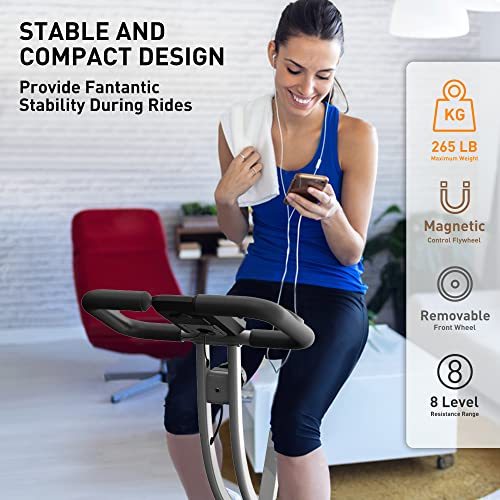 STABLE AND
COMPACT DESIGN
Provide Fantantic
Stability During Rides
KG
265 LB
Maximum Weight
Magnetic
Control Flywheel
Removable
Front Wheel
8
8 Level
Resistance Range